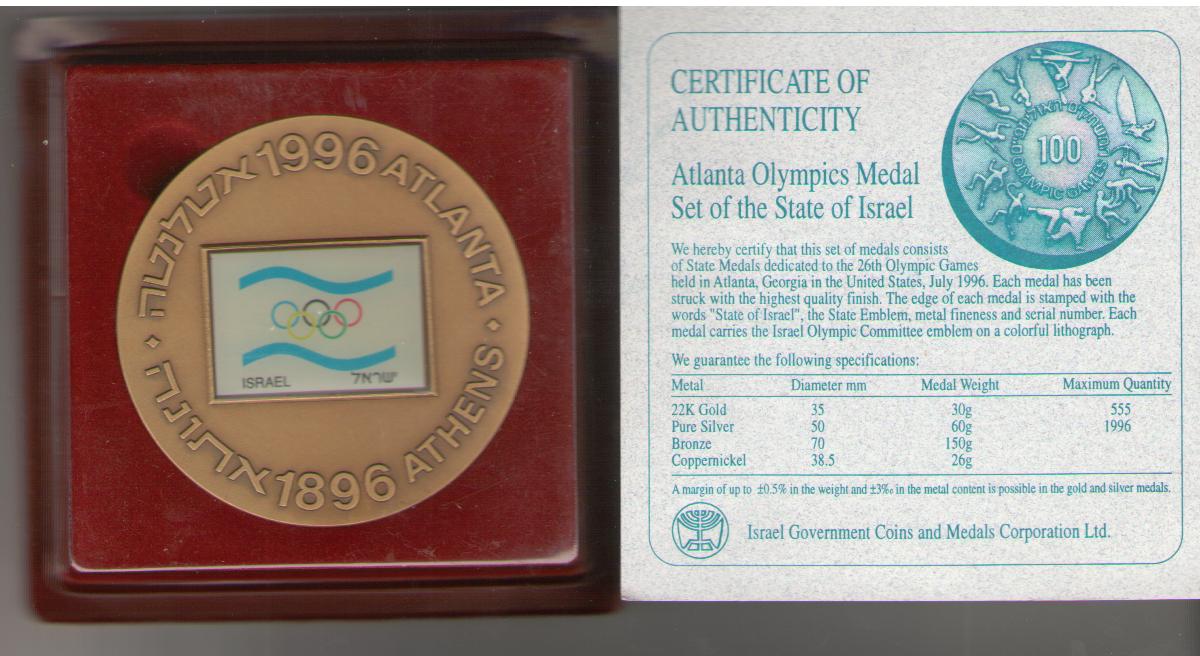 1996 ATLANTA • ATHENS 1896 אתונה • אטלנטה
ISRAEL ישראל
CERTIFICATE OF
AUTHENTICITY
Atlanta Olympics Medal
Set of the State of Israel
100
OLYMPIC GAMES
We hereby certify that this set of medals consists
of State Medals dedicated to the 26th Olympic Games
held in Atlanta, Georgia in the United States, July 1996. Each medal has been
struck with the highest quality finish. The edge of each medal is stamped with the
words "State of Israel", the State Emblem, metal fineness and serial number. Each
medal carries the Israel Olympic Committee emblem on a colorful lithograph.
We guarantee the following specifications:
Metal Diameter mm Medal Weight Maximum Quantity
22K Gold 35 30g 555
Pure Silver 50 60g 1996
Bronze 70 150g
Coppernickel 38.5 26g
A margin of up to ±0.5% in the weight and ±3‰ in the metal content is possible in the gold and silver medals.
Israel Government Coins and Medals Corporation Ltd.